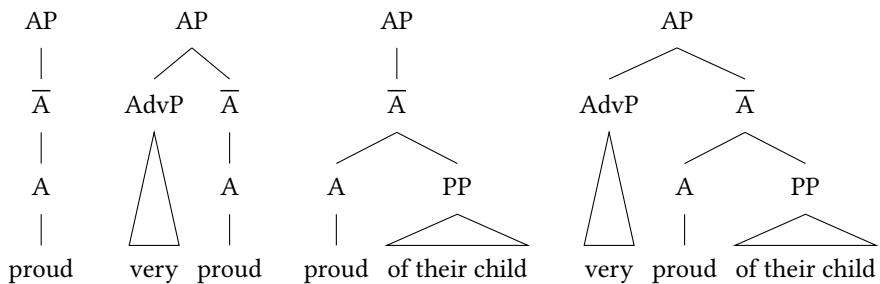 AP AP AP AP
A̅ AdvP A̅ A̅ AdvP A̅
A A A PP A PP
proud very proud proud of their child very proud of their child